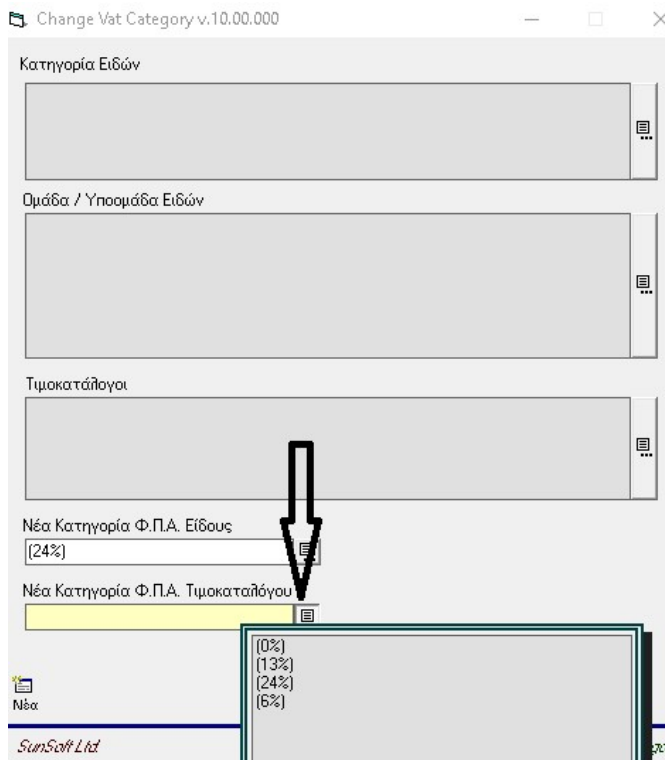 Change Vat Category v.10.00.000
Κατηγορία Ειδών
Ομάδα / Υποομάδα Ειδών
Τιμοκατάλογοι
Νέα Κατηγορία Φ.Π.Α. Είδους
(24%)
Νέα Κατηγορία Φ.Π.Α. Τιμοκαταλόγου
(0%)
(13%)
(24%)
(6%)
Νέα
SunSoft Ltd.